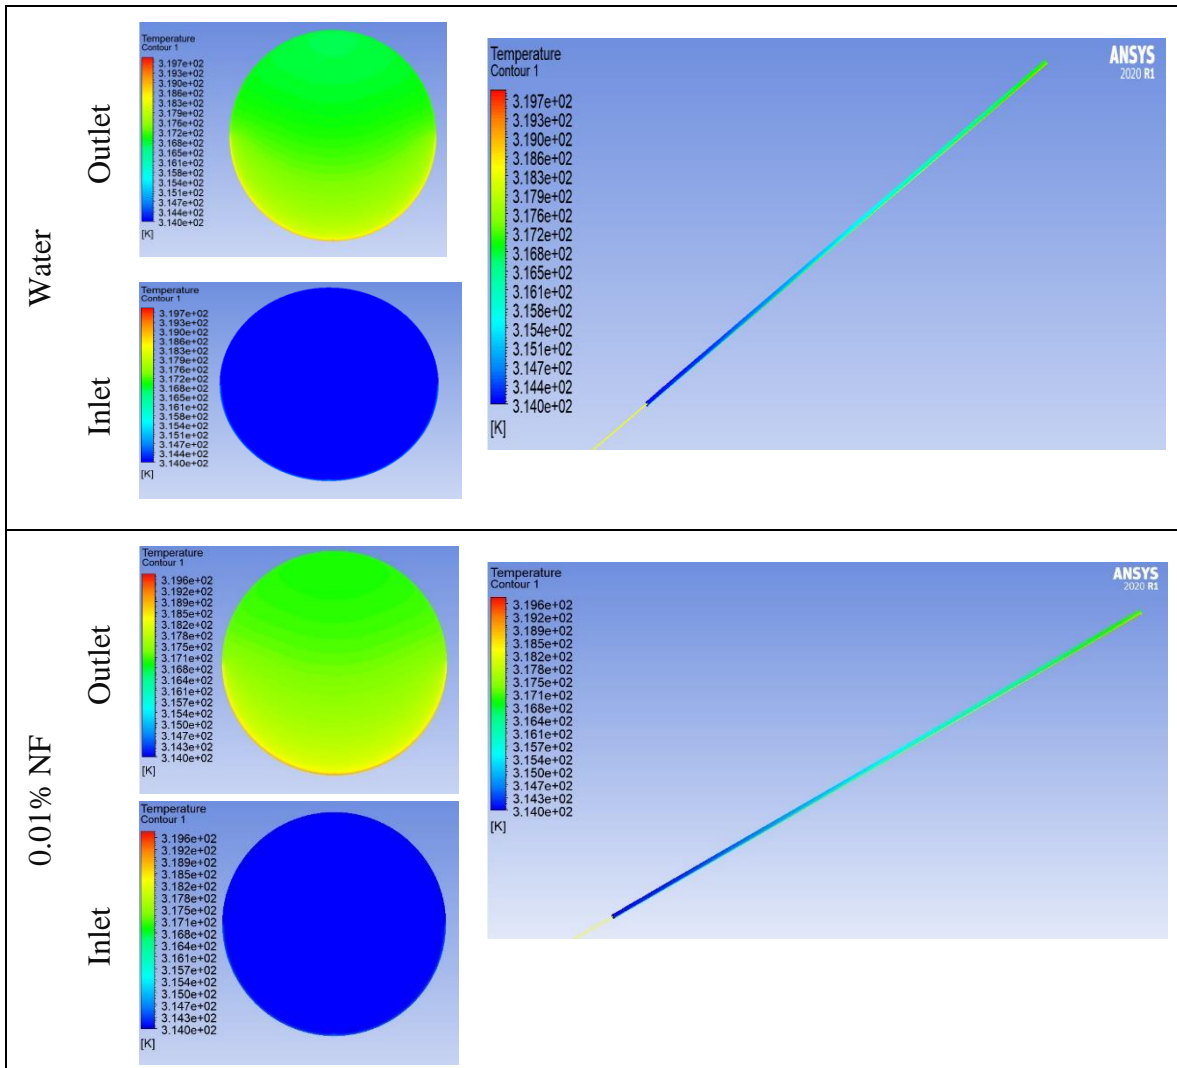 Water
Outlet
Temperature
Contour 1
3.197e+02
3.193e+02
3.190e+02
3.186e+02
3.183e+02
3.179e+02
3.176e+02
3.172e+02
3.168e+02
3.165e+02
3.161e+02
3.158e+02
3.154e+02
3.151e+02
3.147e+02
3.144e+02
3.140e+02
[K]
Inlet
Temperature
Contour 1
3.197e+02
3.193e+02
3.190e+02
3.186e+02
3.183e+02
3.179e+02
3.176e+02
3.172e+02
3.168e+02
3.165e+02
3.161e+02
3.158e+02
3.154e+02
3.151e+02
3.147e+02
3.144e+02
3.140e+02
[K]
Temperature
Contour 1
3.197e+02
3.193e+02
3.190e+02
3.186e+02
3.183e+02
3.179e+02
3.176e+02
3.172e+02
3.165e+02
3.161e+02
3.158e+02
3.154e+02
3.151e+02
3.147e+02
3.144e+02
3.140e+02
[K]
ANSYS
2020 R1
0.01% NF
Outlet
Temperature
Contour 1
3.196e+02
3.192e+02
3.189e+02
3.185e+02
3.182e+02
3.178e+02
3.175e+02
3.171e+02
3.168e+02
3.164e+02
3.161e+02
3.157e+02
3.154e+02
3.150e+02
3.147e+02
3.143e+02
3.140e+02
[K]
Inlet
Temperature
Contour 1
3.196e+02
3.192e+02
3.189e+02
3.185e+02
3.182e+02
3.178e+02
3.175e+02
3.171e+02
3.168e+02
3.164e+02
3.161e+02
3.157e+02
3.154e+02
3.150e+02
3.147e+02
3.143e+02
3.140e+02
[K]
Temperature
Contour 1
3.196e+02
3.192e+02
3.189e+02
3.185e+02
3.182e+02
3.178e+02
3.175e+02
3.171e+02
3.168e+02
3.164e+02
3.161e+02
3.157e+02
3.154e+02
3.150e+02
3.147e+02
3.143e+02
3.140e+02
[K]
ANSYS
2020 R1